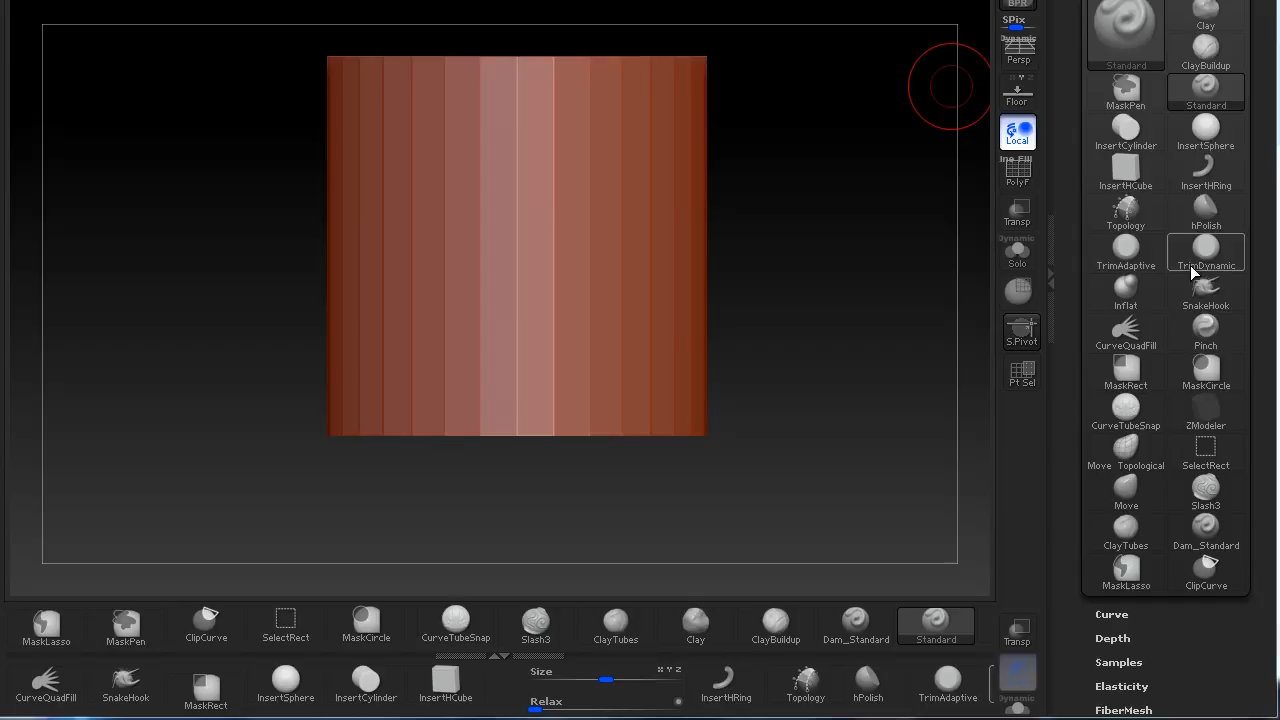 BPR
SPix
Dynamic
Persp
Floor
Local
PolyF
Transp
Dynamic
Solo
S.Pivot
Pt Sel
Clay
Standard
ClayBuildup
MaskPen
Standard
InsertCylinder
InsertSphere
InsertHCube
InsertHRing
Topology
hPolish
TrimAdaptive
TrimDynamic
Inflat
SnakeHook
CurveQuadFill
Pinch
MaskRect
MaskCircle
CurveTubeSnap
ZModeler
Move Topological
SelectRect
Move
Slash3
ClayTubes
Dam_Standard
MaskLasso
ClipCurve
Curve
Depth
Samples
Elasticity
FiberMesh
MaskLasso
MaskPen
ClipCurve
SelectRect
MaskCircle
CurveTubeSnap
Slash3
ClayTubes
Clay
ClayBuildup
Dam_Standard
Standard
Transp
CurveQuadFill
SnakeHook
MaskRect
InsertSphere
InsertCylinder
InsertHCube
Size
X Y Z
Relax
InsertHRing
Topology
hPolish
TrimAdaptive
Dynamic